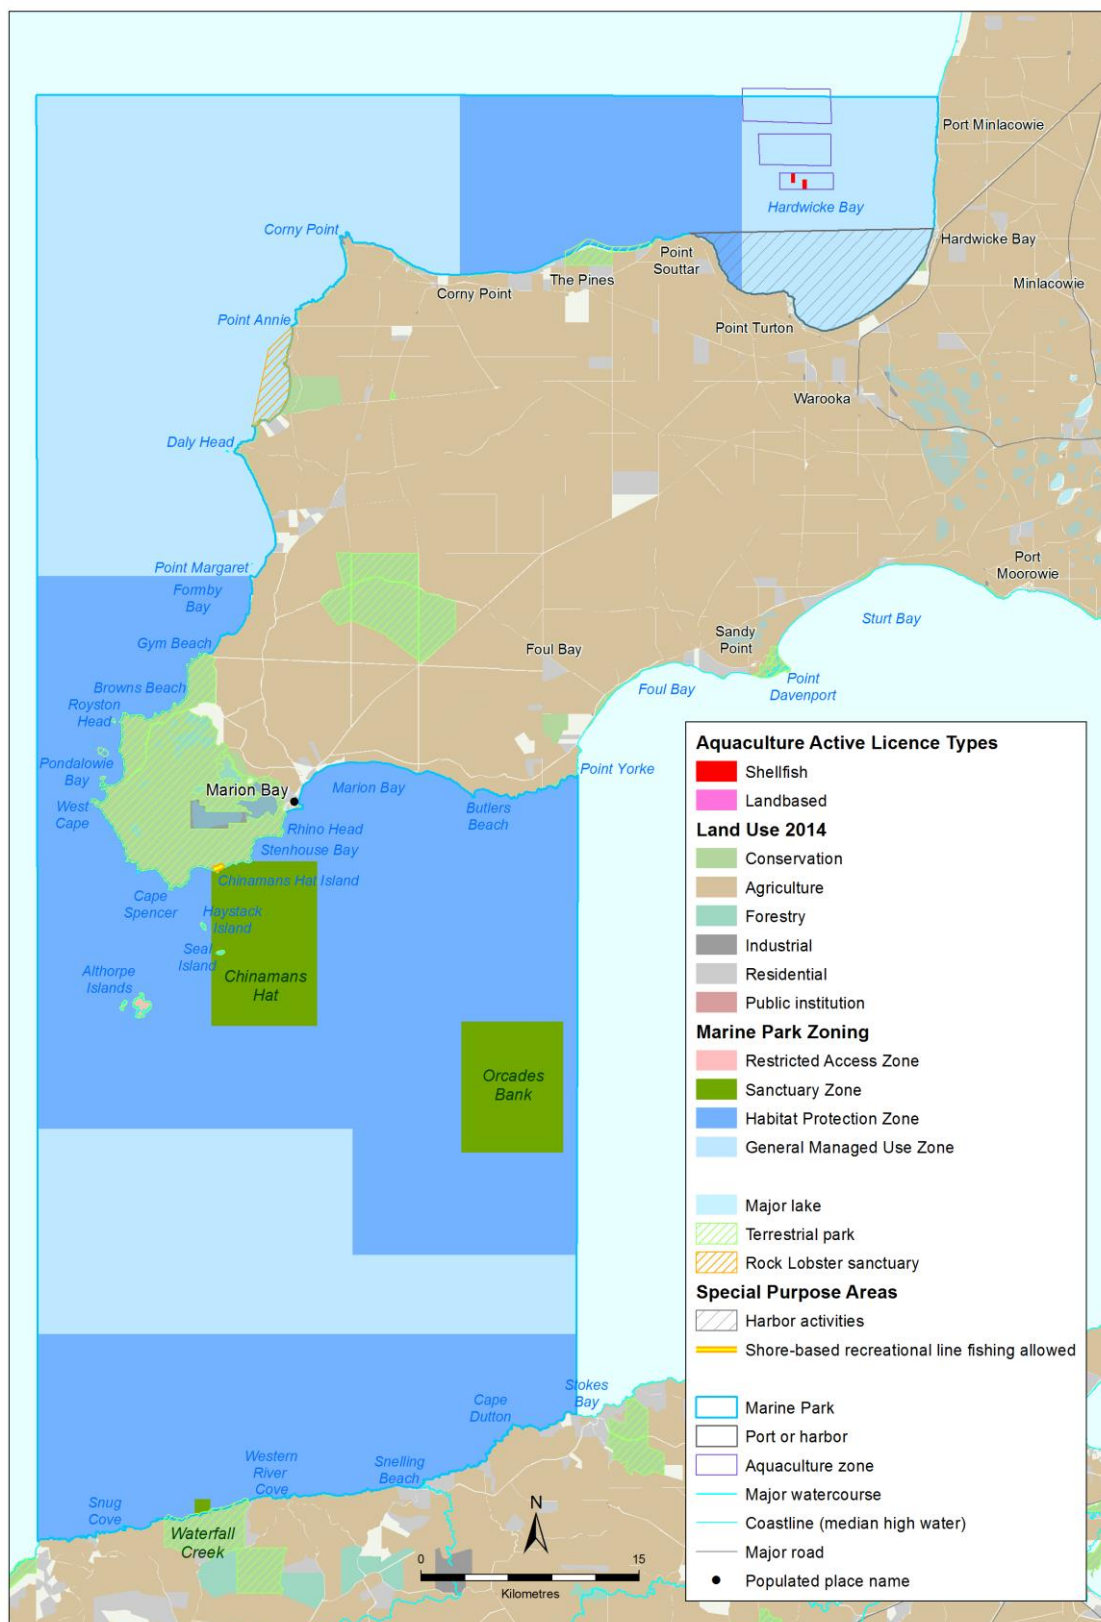 Port Minlacowie
Hardwicke Bay
Corny Point
Hardwicke Bay
Point
Souttar
The Pines
Minlacowie
Corny Point
Point Annie
Point Turton
Warooka
Daly Head
Port
Moorowie
Point Margaret
Formby
Bay
Sturt Bay
Sandy
Point
Gym Beach
Foul Bay
Browns Beach
Royston
Head
Foul Bay
Point
Davenport
Pondalowie
Bay
Point Yorke
Marion Bay
Marion Bay
West
Cape
Butlers
Beach
Rhino Head
Stenhouse Bay
Chinamans Hat Island
Cape
Spencer
Haystack
Island
Seal
Island
Althorpe
Islands
Chinamans
Hat
Orcades
Bank
Stokes
Bay
Cape
Dutton
Snelling
Beach
Western
River
Cove
Snug
Cove
Waterfall
Creek
N
0 15
Kilometres
Aquaculture Active Licence Types
Shellfish
Landbased
Land Use 2014
Conservation
Agriculture
Forestry
Industrial
Residential
Public institution
Marine Park Zoning
Restricted Access Zone
Sanctuary Zone
Habitat Protection Zone
General Managed Use Zone
Major lake
Terrestrial park
Rock Lobster sanctuary
Special Purpose Areas
Harbor activities
Shore-based recreational line fishing allowed
Marine Park
Port or harbor
Aquaculture zone
Major watercourse
Coastline (median high water)
Major road
Populated place name